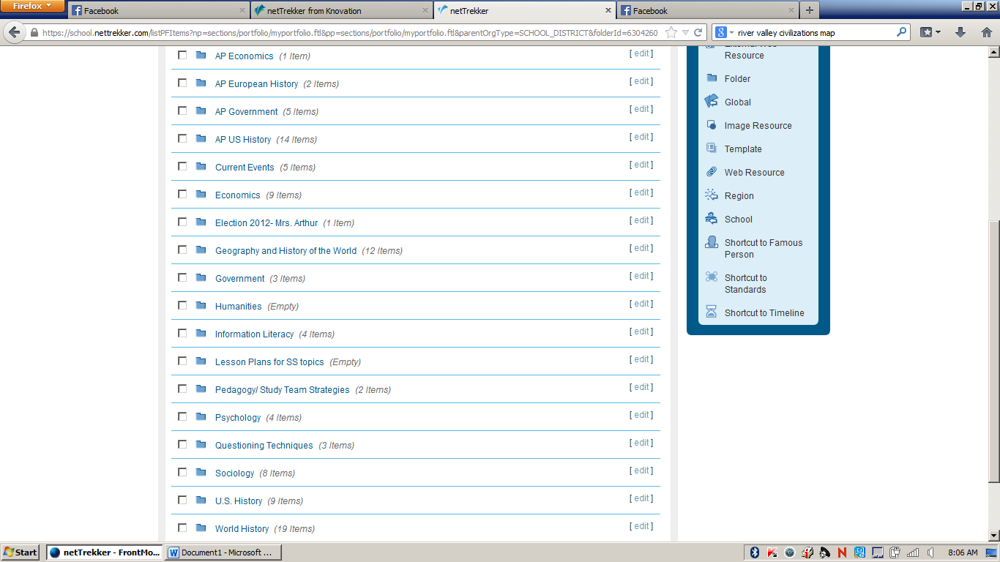 Firefox
Facebook
netTrekker from Knovation
netTrekker
Facebook
https://school.nettrekker.com/listPFItems?np=sections/portfolio/myportfolio.ftl&pp=sections/portfolio/myportfolio.ftl&parentOrgType=SCHOOL_DISTRICT&folderId=6304260
river valley civilizations map
AP Economics (1 Item) [ edit ]
AP European History (2 Items) [ edit ]
AP Government (5 Items) [ edit ]
AP US History (14 Items) [ edit ]
Current Events (5 Items) [ edit ]
Economics (9 Items) [ edit ]
Election 2012- Mrs. Arthur (1 Item) [ edit ]
Geography and History of the World (12 Items) [ edit ]
Government (3 Items) [ edit ]
Humanities (Empty) [ edit ]
Information Literacy (4 Items) [ edit ]
Lesson Plans for SS topics (Empty) [ edit ]
Pedagogy/ Study Team Strategies (2 Items) [ edit ]
Psychology (4 Items) [ edit ]
Questioning Techniques (3 Items) [ edit ]
Sociology (8 Items) [ edit ]
U.S. History (9 Items) [ edit ]
World History (19 Items) [ edit ]
External Web
Resource
Folder
Global
Image Resource
Template
Web Resource
Region
School
Shortcut to Famous
Person
Shortcut to
Standards
Shortcut to Timeline
Start
netTrekker - FrontMo...
Document1 - Microsoft ...
8:06 AM